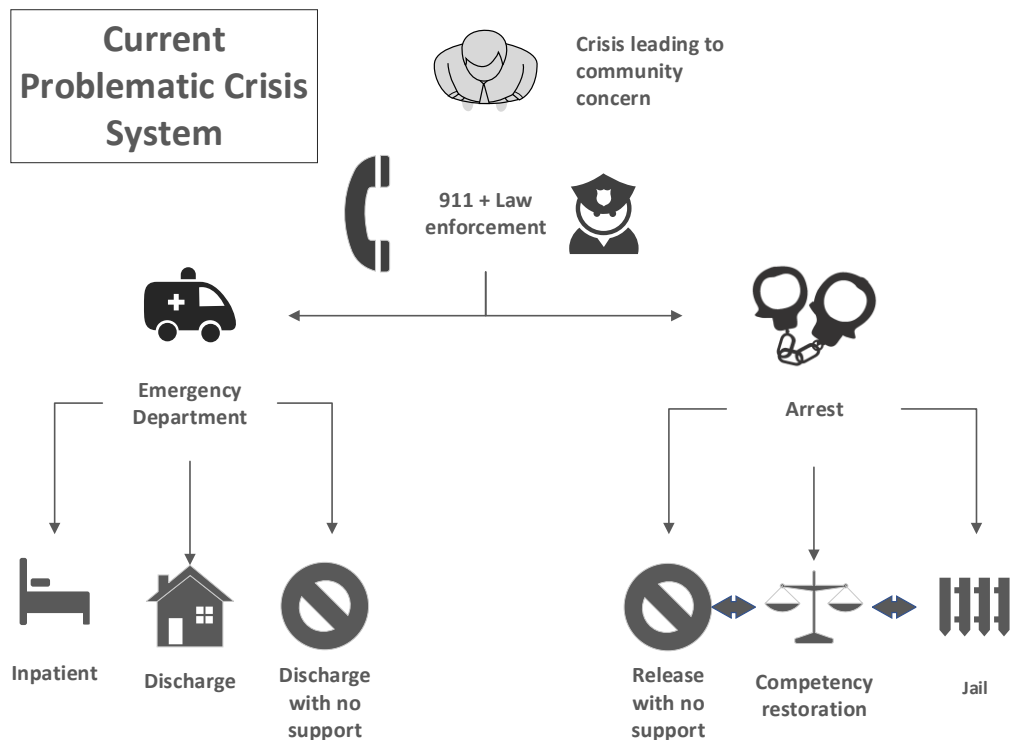 Current
Problematic Crisis
System
Crisis leading to
community
concern
911 + Law
enforcement
Emergency
Department
Arrest
Inpatient
Discharge
Discharge
with no
support
Release
with no
support
Competency
restoration
Jail